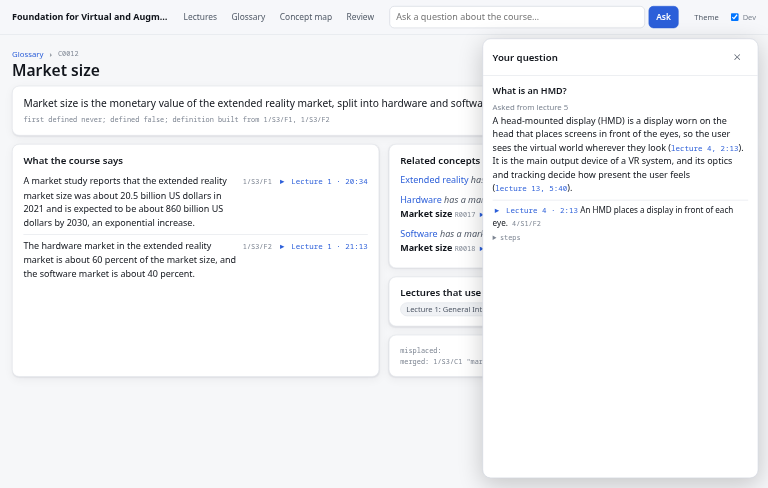 Foundation for Virtual and Augm...
Lectures
Glossary
Concept map
Review
Ask a question about the course...
Ask
Theme
Dev
Glossary › C0012
Market size
Market size is the monetary value of the extended reality market, split into hardware and softwa
first defined never; defined false; definition built from 1/S3/F1, 1/S3/F2
What the course says
A market study reports that the extended reality
market size was about 20.5 billion US dollars in
2021 and is expected to be about 860 billion US
dollars by 2030, an exponential increase.
1/S3/F1 ▶ Lecture 1 · 20:34
The hardware market in the extended reality
market is about 60 percent of the market size, and
the software market is about 40 percent.
1/S3/F2 ▶ Lecture 1 · 21:13
Related concepts
Extended reality has
Hardware has a mar
Market size R0017
Software has a mar
Market size R0018
Lectures that use
Lecture 1: General Int
misplaced:
merged: 1/S3/C1 "mar
Your question
×
What is an HMD?
Asked from lecture 5
A head-mounted display (HMD) is a display worn on the
head that places screens in front of the eyes, so the user
sees the virtual world wherever they look (lecture 4, 2:13).
It is the main output device of a VR system, and its optics
and tracking decide how present the user feels
(lecture 13, 5:40).
▶ Lecture 4 · 2:13 An HMD places a display in front of each
eye. 4/S1/F2
▶ steps